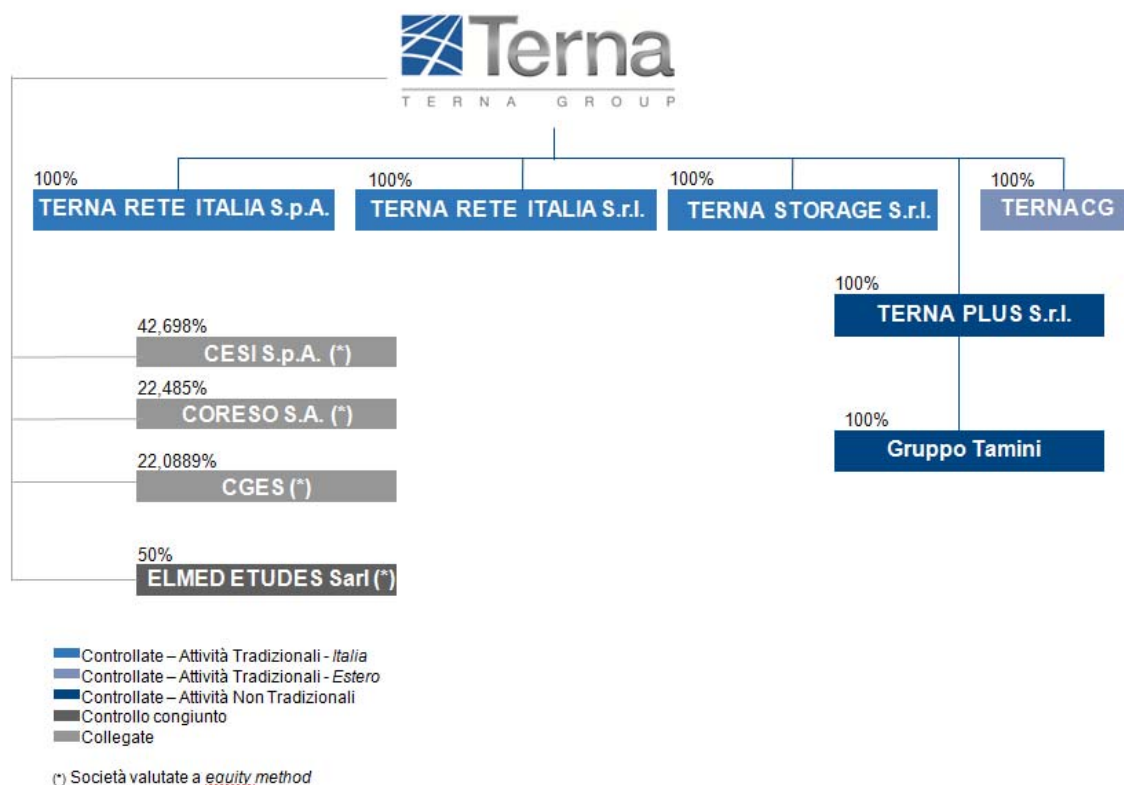 Terna
TERNA GROUP
100%
TERNA RETE ITALIA S.p.A.
100%
TERNA RETE ITALIA S.r.l.
100%
TERNA STORAGE S.r.l.
100%
TERNACG
100%
TERNA PLUS S.r.l.
100%
Gruppo Tamini
42,698%
CESI S.p.A. (*)
22,485%
CORESO S.A. (*)
22,0889%
CGES (*)
50%
ELMED ETUDES Sarl (*)
Controllate – Attività Tradizionali - Italia
Controllate – Attività Tradizionali - Estero
Controllate – Attività Non Tradizionali
Controllo congiunto
Collegate
(*) Società valutate a equity method